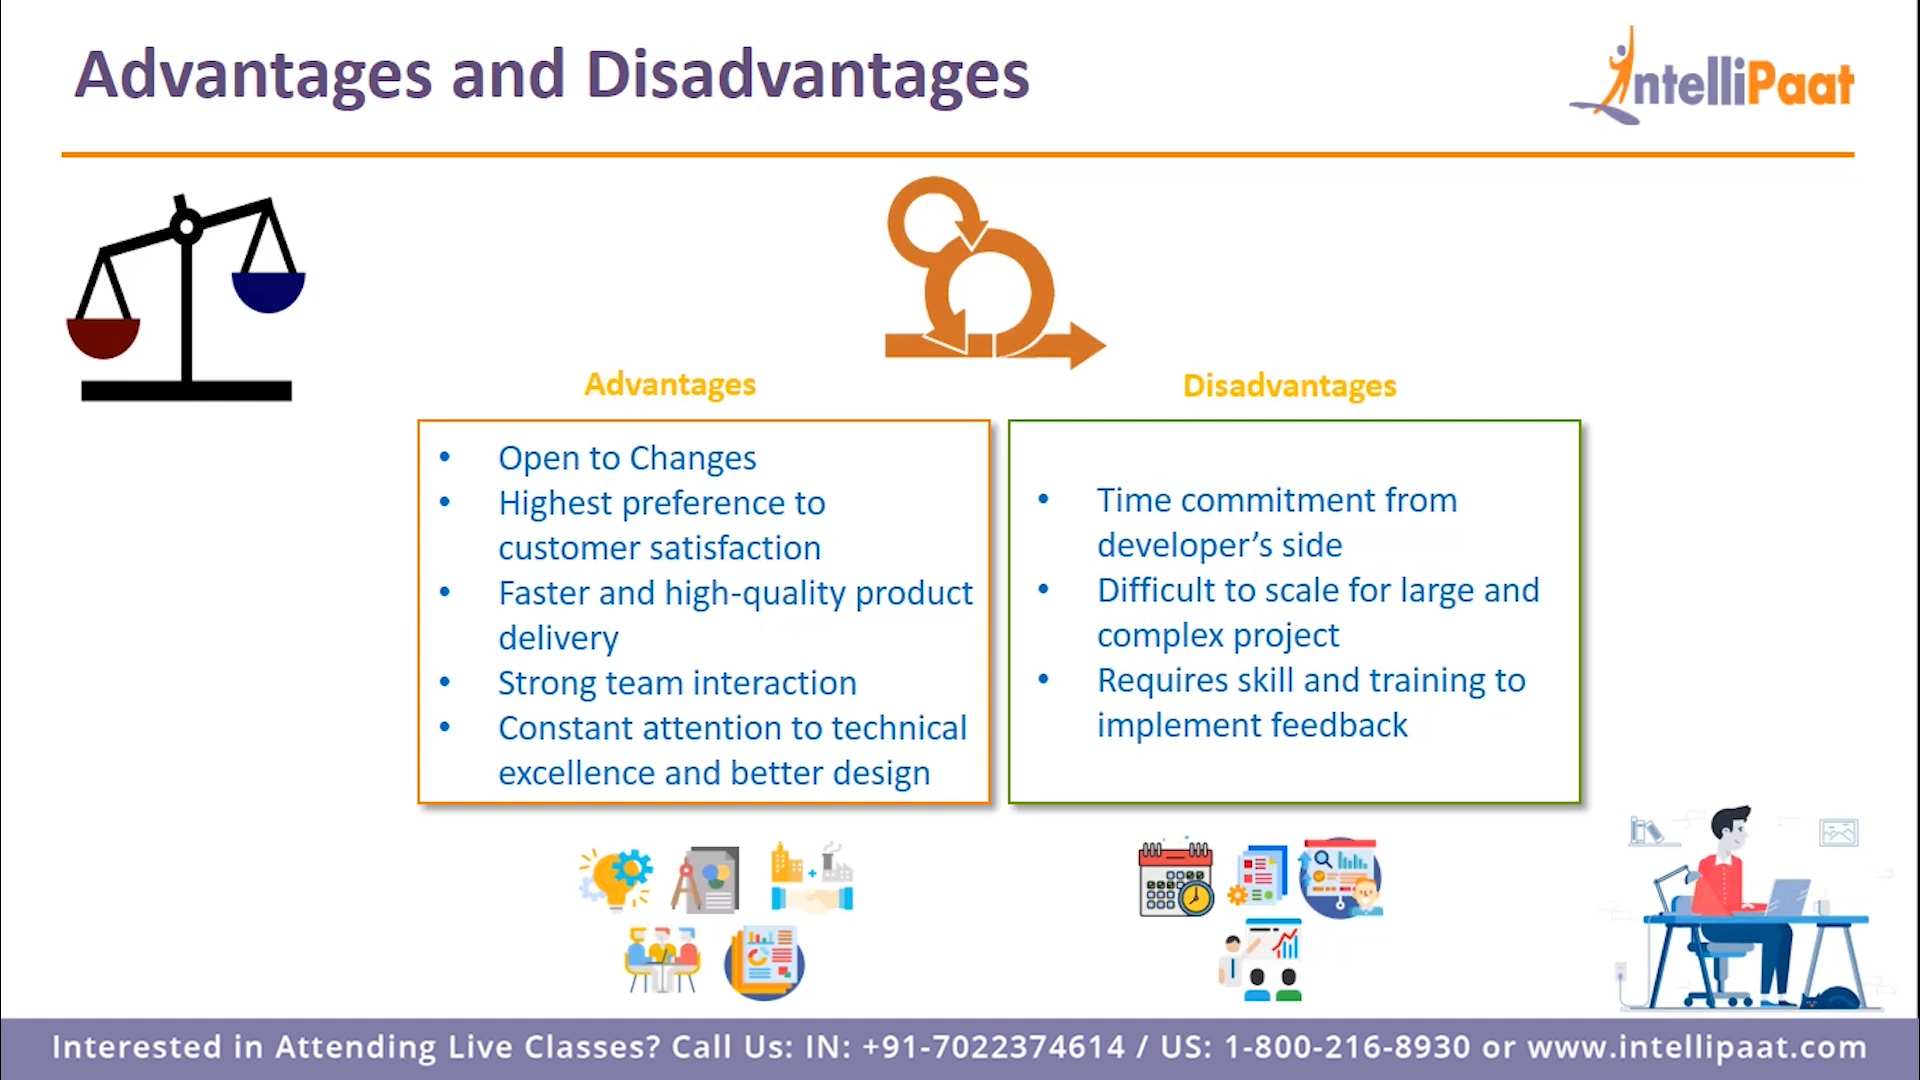 Advantages and Disadvantages
IntelliPaat
Advantages
• Open to Changes
• Highest preference to
customer satisfaction
• Faster and high-quality product
delivery
• Strong team interaction
• Constant attention to technical
excellence and better design
Disadvantages
• Time commitment from
developer’s side
• Difficult to scale for large and
complex project
• Requires skill and training to
implement feedback
Interested in Attending Live Classes? Call Us: IN: +91-7022374614 / US: 1-800-216-8930 or www.intellipaat.com